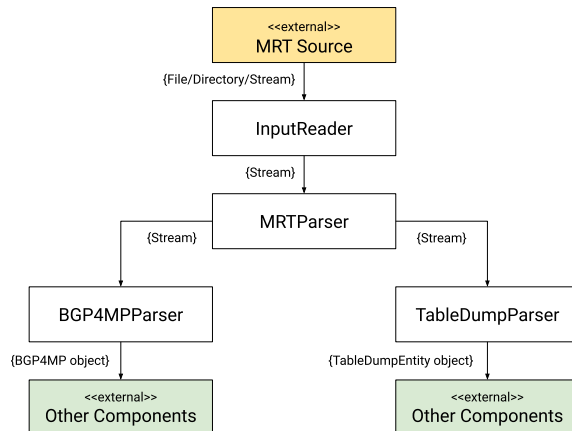 <<external>>
MRT Source
{File/Directory/Stream}
InputReader
{Stream}
MRTParser
{Stream}
{Stream}
BGP4MPParser
TableDumpParser
{BGP4MP object}
{TableDumpEntity object}
<<external>>
Other Components
<<external>>
Other Components